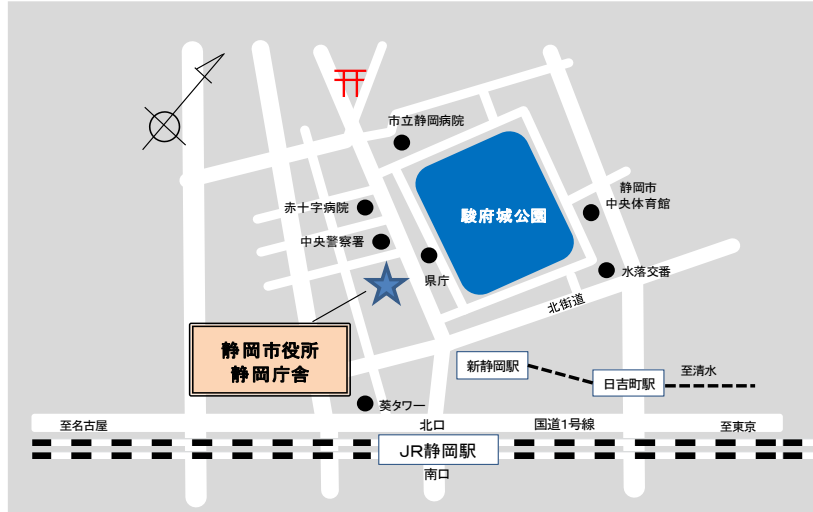 市立静岡病院
静岡市
中央体育館
赤十字病院
駿府城公園
中央警察署
水落交番
県庁
北街道
静岡市役所
静岡庁舎
新静岡駅
至清水
日吉町駅
葵タワー
至名古屋
北口
国道1号線
至東京
JR静岡駅
南口